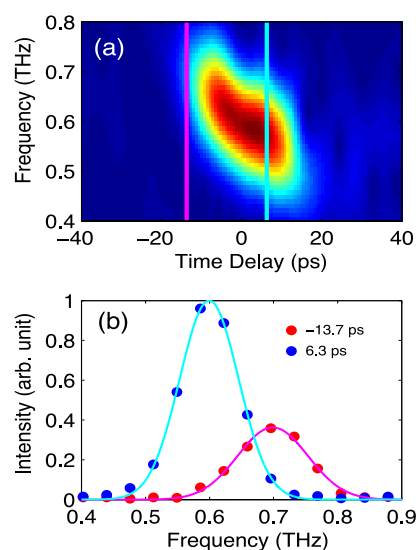 (a)
Frequency (THz)
0.8
0.7
0.6
0.5
0.4
−40 −20 0 20 40
Time Delay (ps)
(b)
Intensity (arb. unit)
1
0.8
0.6
0.4
0.2
0
−13.7 ps
6.3 ps
0.4 0.5 0.6 0.7 0.8 0.9
Frequency (THz)